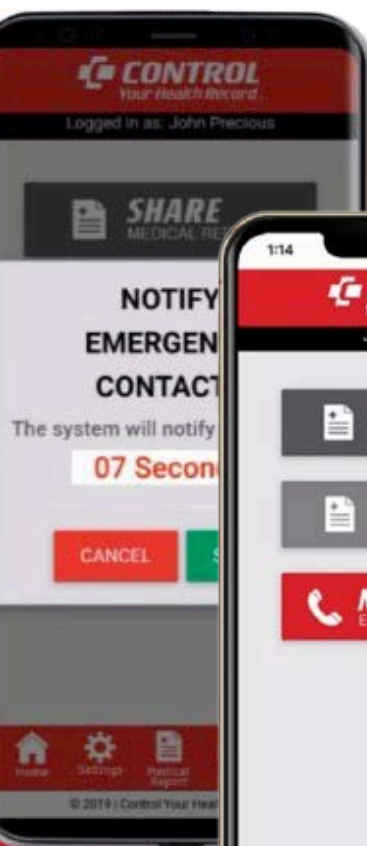 CONTROL
Your Health Record
Logged in as: John Precious
SHARE
MEDICAL RE
NOTIFY
EMERGEN
CONTACT
The system will notify
07 Secon
CANCEL
S
Home
Settings
Medical
Report
© 2019 | Control Your Heal
1:14